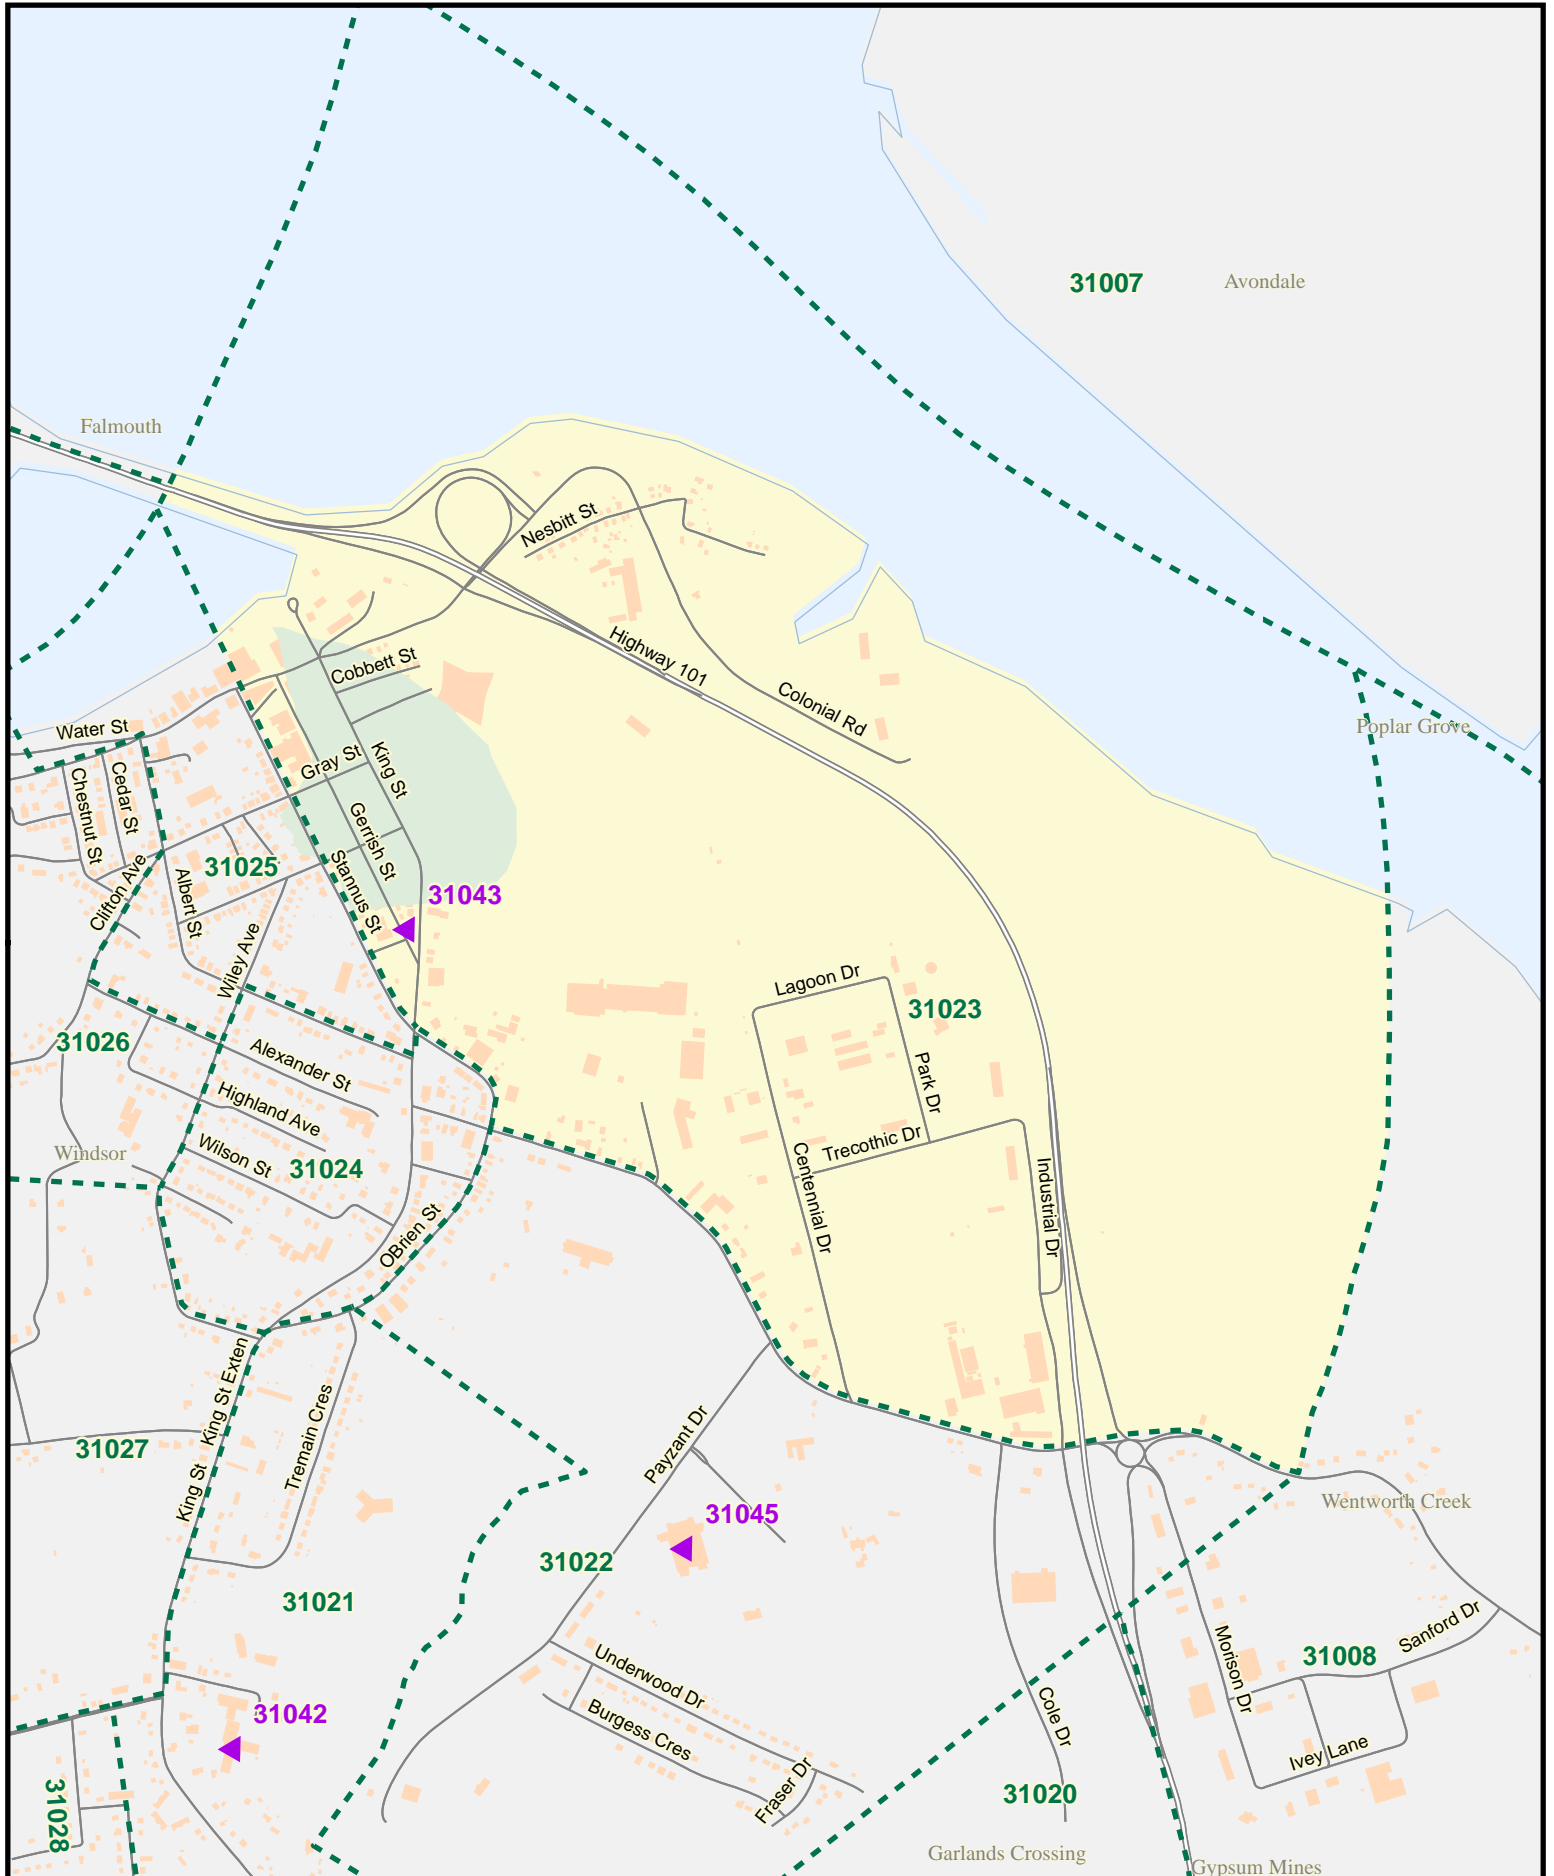 31007
Avondale
Falmouth
Nesbitt St
Highway 101
Cobbett St
Colonial Rd
Poplar Grove
Water St
Gray St
King St
Chestnut St
Cedar St
Gerrish St
Stannus St
31025
Clifton Ave
Albert St
31043
Wiley Ave
Lagoon Dr
31023
31026
Alexander St
Park Dr
Highland Ave
Windsor
Wilson St
31024
Trecothic Dr
Centennial Dr
Industrial Dr
OBrien St
King St Exten
Tremain Cres
31027
Payzant Dr
King St
31045
Wentworth Creek
31022
31021
Underwood Dr
Morison Dr
31008
Sanford Dr
31042
Burgess Cres
Cole Dr
Ivey Lane
31028
Fraser Dr
31020
Garlands Crossing
Gypsum Mines